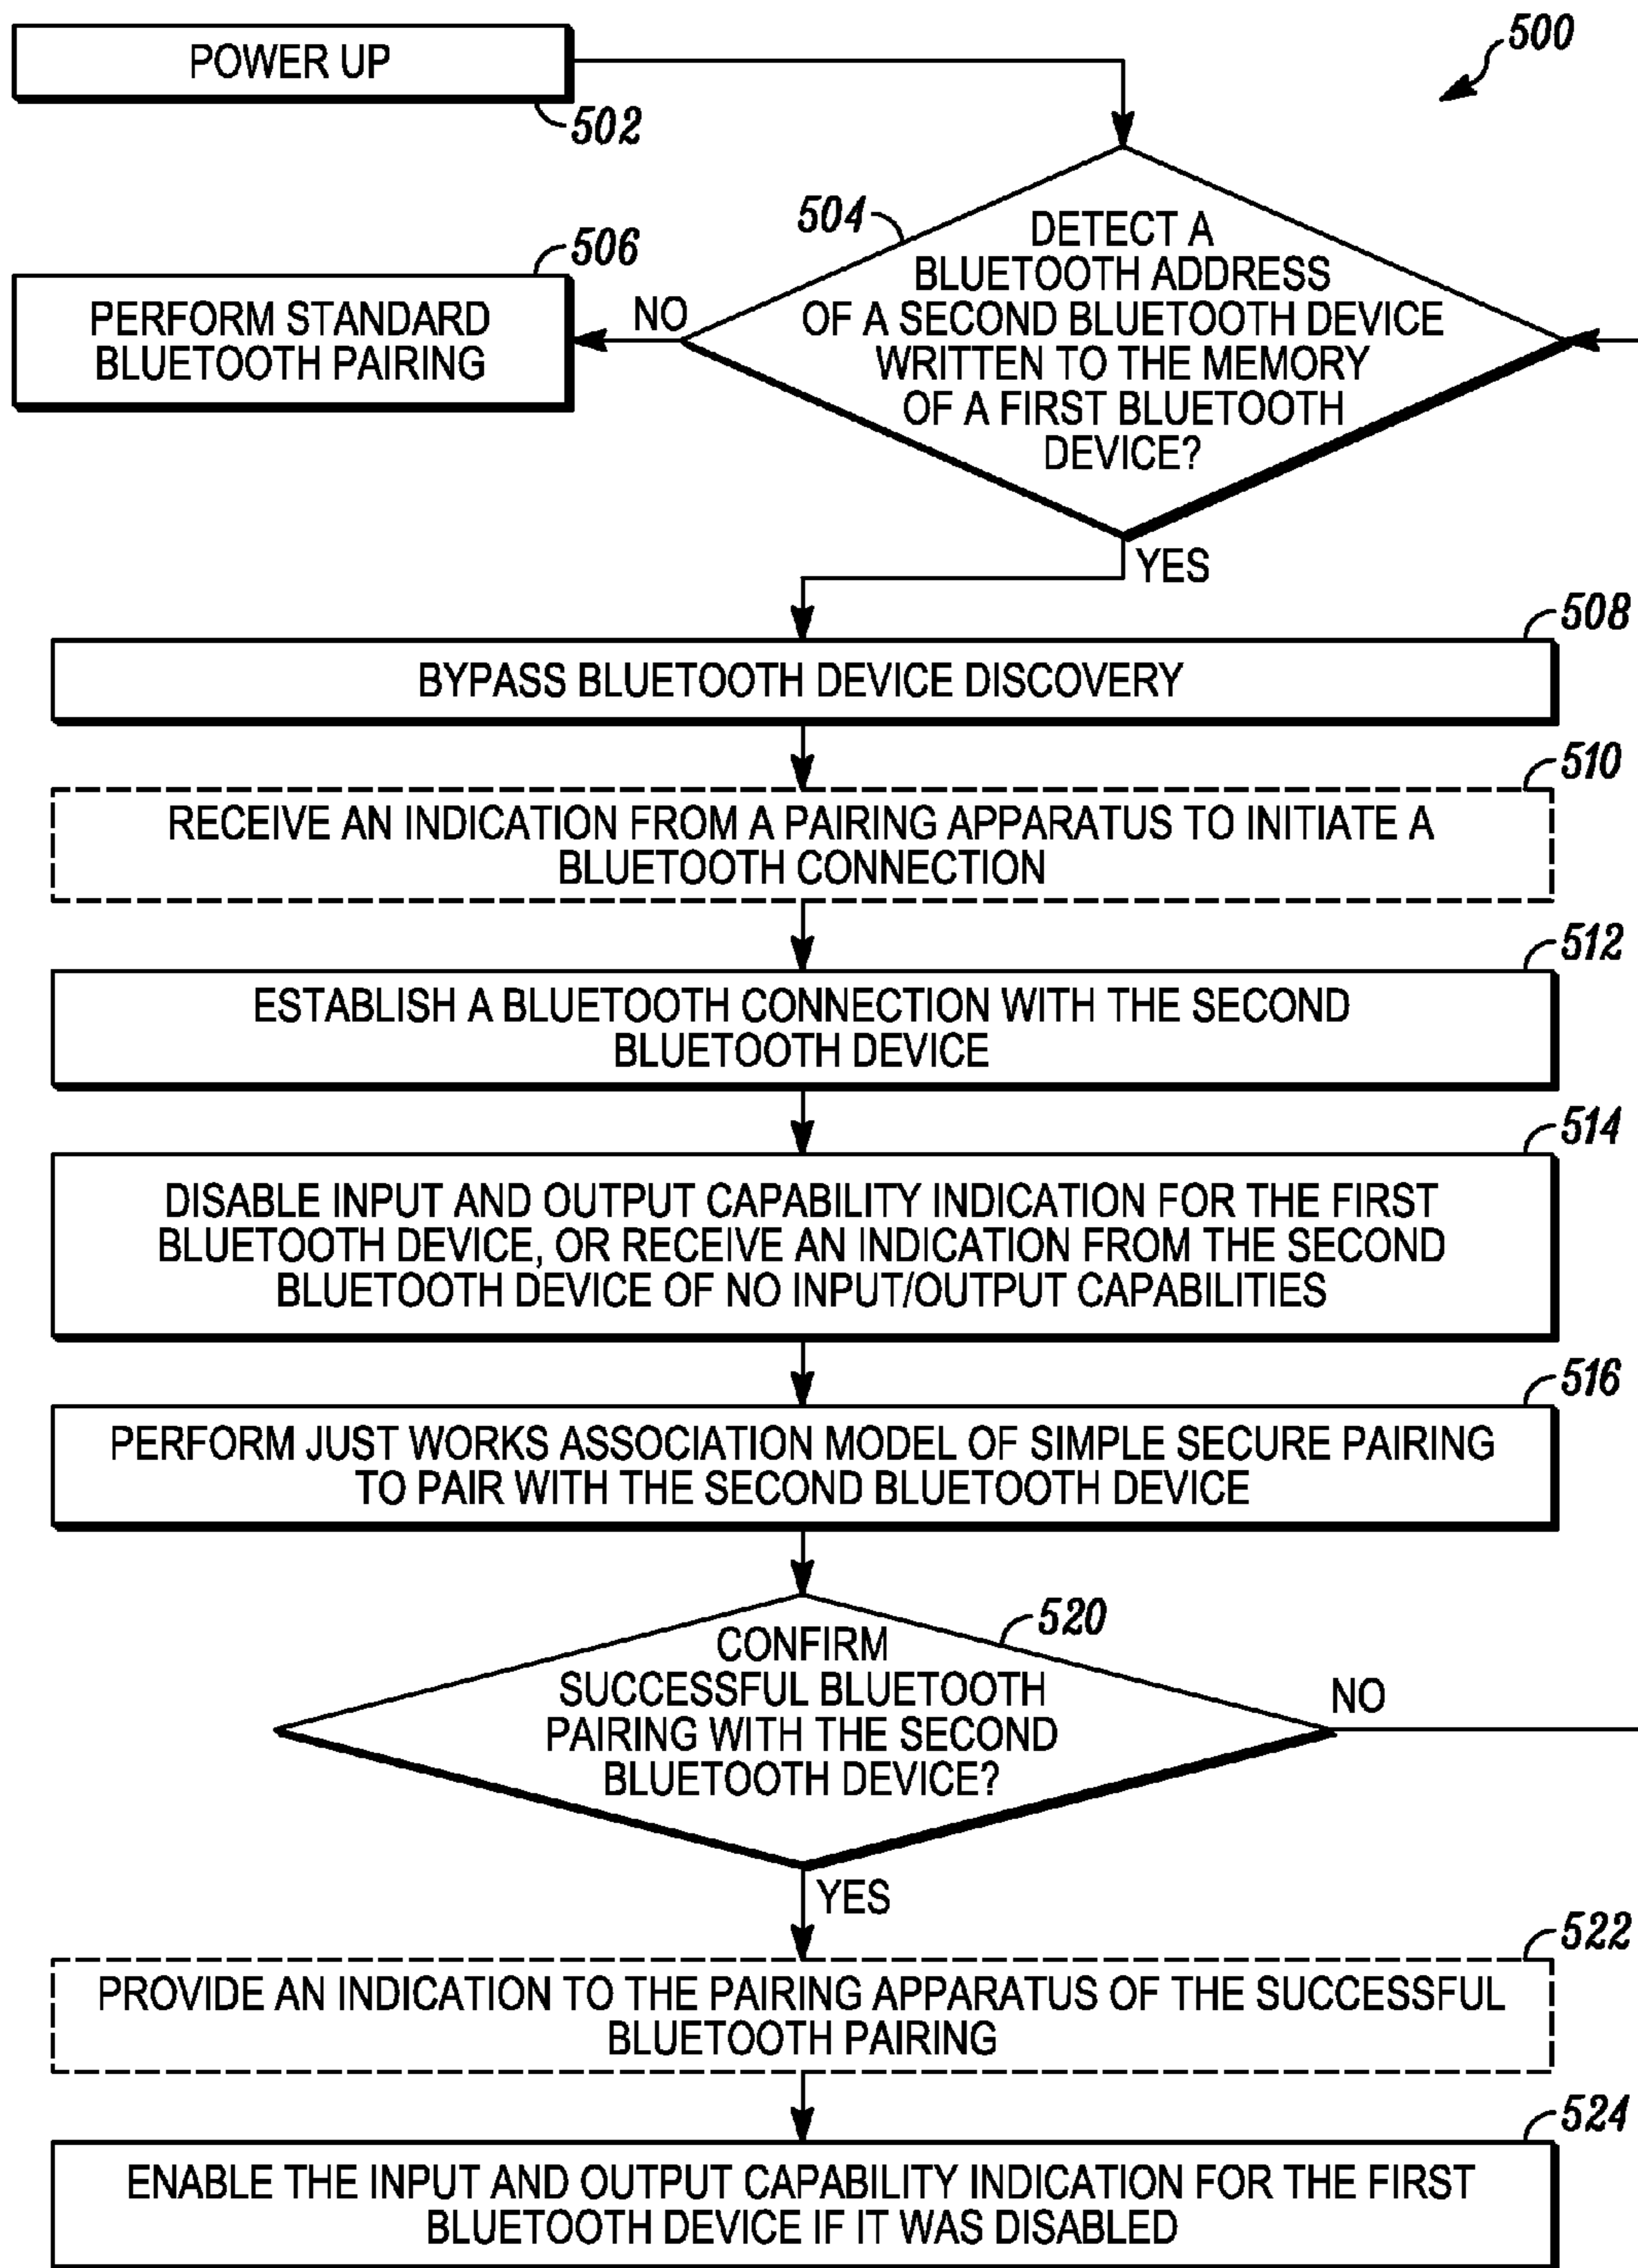 500
POWER UP
502
504
DETECT A
BLUETOOTH ADDRESS
OF A SECOND BLUETOOTH DEVICE
WRITTEN TO THE MEMORY
OF A FIRST BLUETOOTH
DEVICE?
506
PERFORM STANDARD
BLUETOOTH PAIRING
NO
YES
508
BYPASS BLUETOOTH DEVICE DISCOVERY
510
RECEIVE AN INDICATION FROM A PAIRING APPARATUS TO INITIATE A
BLUETOOTH CONNECTION
512
ESTABLISH A BLUETOOTH CONNECTION WITH THE SECOND
BLUETOOTH DEVICE
514
DISABLE INPUT AND OUTPUT CAPABILITY INDICATION FOR THE FIRST
BLUETOOTH DEVICE, OR RECEIVE AN INDICATION FROM THE SECOND
BLUETOOTH DEVICE OF NO INPUT/OUTPUT CAPABILITIES
516
PERFORM JUST WORKS ASSOCIATION MODEL OF SIMPLE SECURE PAIRING
TO PAIR WITH THE SECOND BLUETOOTH DEVICE
520
CONFIRM
SUCCESSFUL BLUETOOTH
PAIRING WITH THE SECOND
BLUETOOTH DEVICE?
NO
YES
522
PROVIDE AN INDICATION TO THE PAIRING APPARATUS OF THE SUCCESSFUL
BLUETOOTH PAIRING
524
ENABLE THE INPUT AND OUTPUT CAPABILITY INDICATION FOR THE FIRST
BLUETOOTH DEVICE IF IT WAS DISABLED